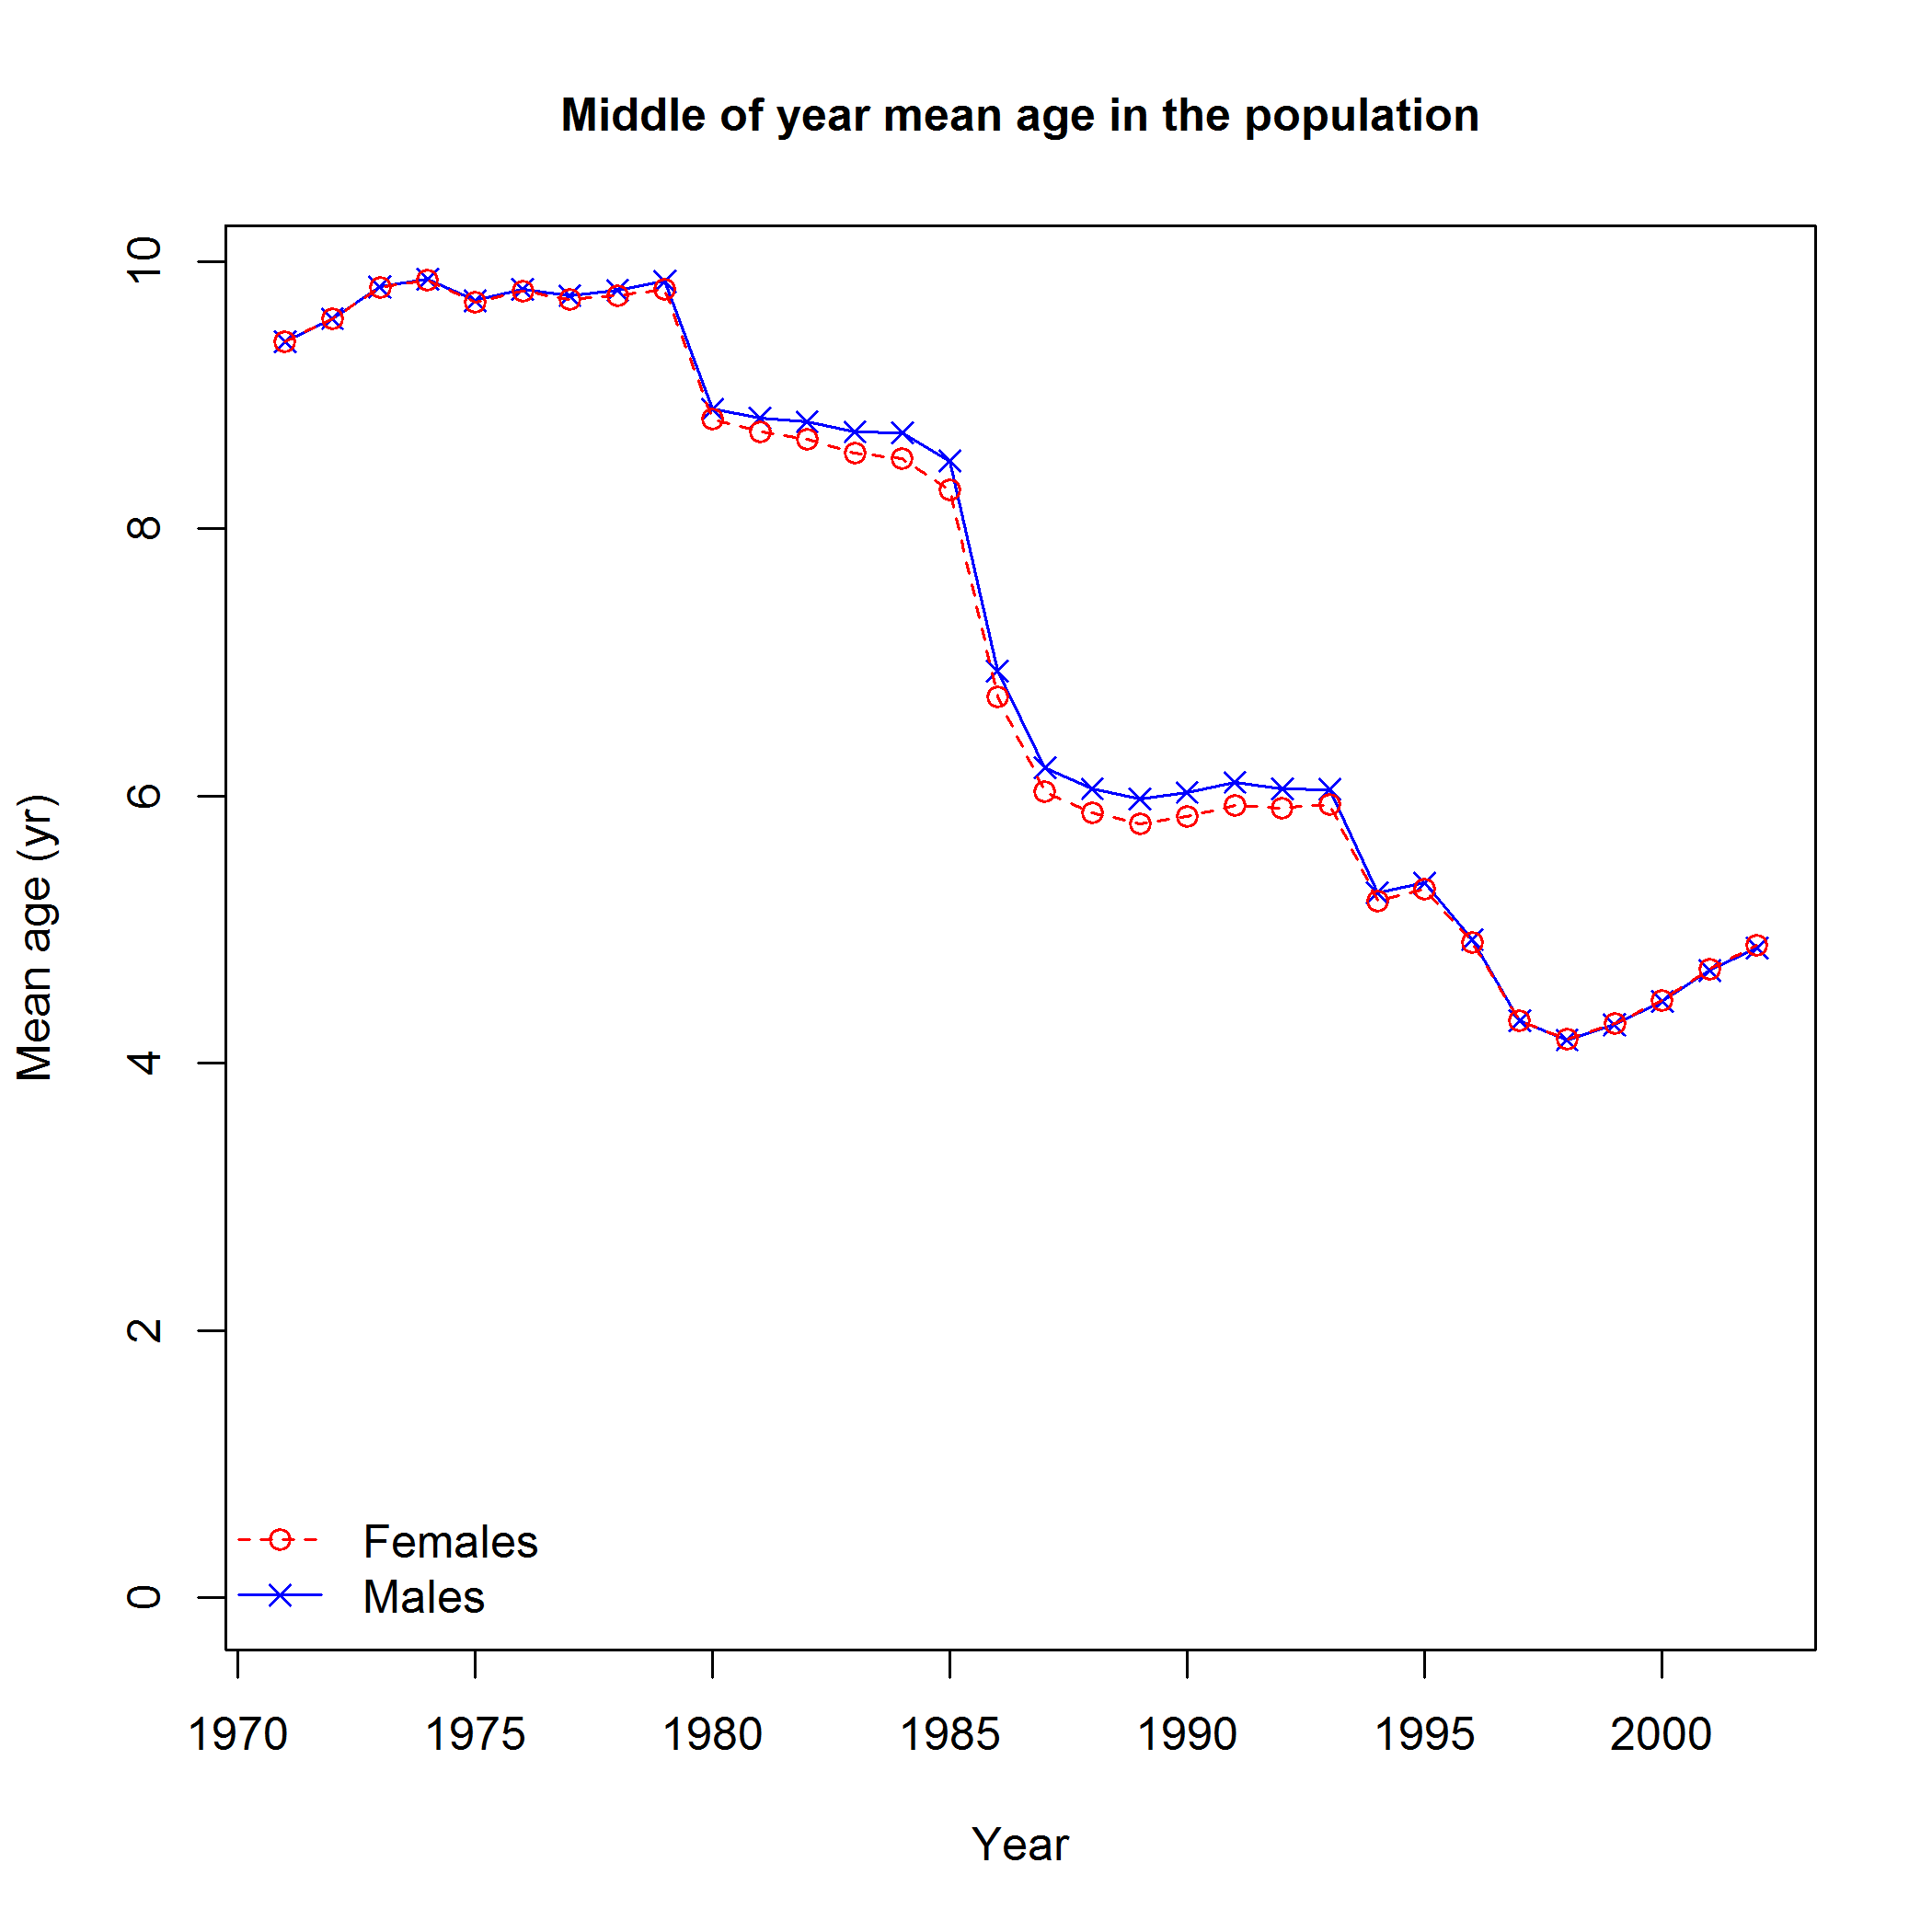 Middle of year mean age in the population
Mean age (yr)
10
8
6
4
2
0
Females
Males
1970 1975 1980 1985 1990 1995 2000
Year